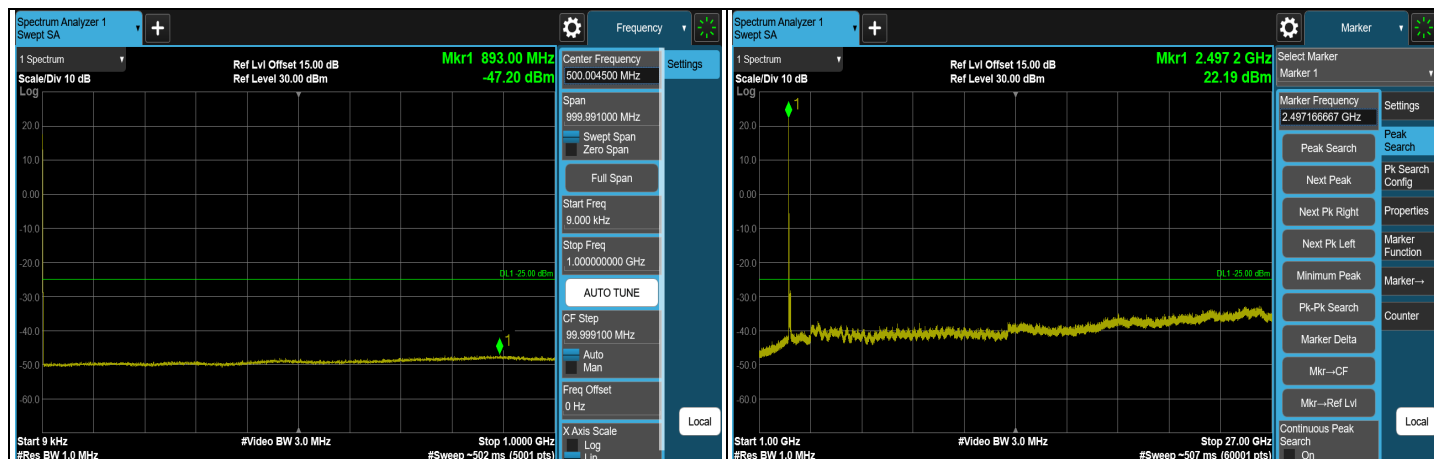 Spectrum Analyzer 1
Swept SA
+
Frequency
1 Spectrum
Scale/Div 10 dB
Ref Lvl Offset 15.00 dB
Ref Level 30.00 dBm
Mkr1 893.00 MHz
-47.20 dBm
Log
20.0
10.0
0.00
-10.0
-20.0
-30.0
-40.0
-50.0
-60.0
DL1 -25.00 dBm
1
Start 9 kHz
#Video BW 3.0 MHz
Stop 1.0000 GHz
#Res BW 1.0 MHz
#Sweep ~502 ms (5001 pts)
Center Frequency
500.004500 MHz
Span
999.991000 MHz
Swept Span
Zero Span
Full Span
Start Freq
9.000 kHz
Stop Freq
1.000000000 GHz
AUTO TUNE
CF Step
99.999100 MHz
Auto
Man
Freq Offset
0 Hz
X Axis Scale
Log
Lin
Settings
Local
Spectrum Analyzer 1
Swept SA
+
Marker
1 Spectrum
Scale/Div 10 dB
Ref Lvl Offset 15.00 dB
Ref Level 30.00 dBm
Mkr1 2.497 2 GHz
22.19 dBm
Log
20.0
10.0
0.00
-10.0
-20.0
-30.0
-40.0
-50.0
-60.0
1
DL1 -25.00 dBm
Start 1.00 GHz
#Video BW 3.0 MHz
Stop 27.00 GHz
#Res BW 1.0 MHz
#Sweep ~507 ms (60001 pts)
Select Marker
Marker 1
Marker Frequency
2.497166667 GHz
Peak Search
Next Peak
Next Pk Right
Next Pk Left
Minimum Peak
Pk-Pk Search
Marker Delta
Mkr→CF
Mkr→Ref Lvl
Continuous Peak
Search
On
Settings
Peak
Search
Pk Search
Config
Properties
Marker
Function
Marker→
Counter
Local